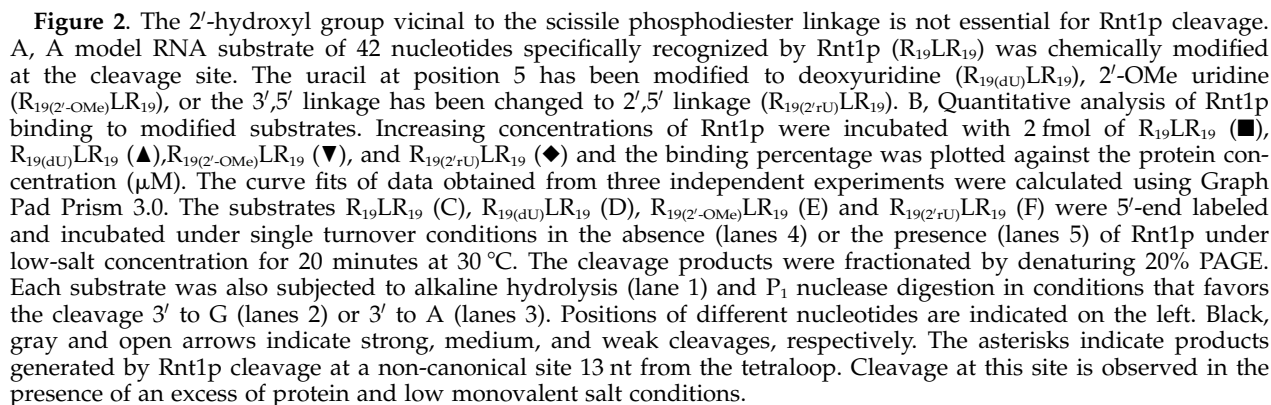 Figure 2. The 2′-hydroxyl group vicinal to the scissile phosphodiester linkage is not essential for Rnt1p cleavage.
A, A model RNA substrate of 42 nucleotides specifically recognized by Rnt1p (R19LR19) was chemically modified
at the cleavage site. The uracil at position 5 has been modified to deoxyuridine (R19(dU)LR19), 2′-OMe uridine
(R19(2′-OMe)LR19), or the 3′,5′ linkage has been changed to 2′,5′ linkage (R19(2′rU)LR19). B, Quantitative analysis of Rnt1p
binding to modified substrates. Increasing concentrations of Rnt1p were incubated with 2 fmol of R19LR19 (■),
R19(dU)LR19 (▲),R19(2′-OMe)LR19 (▼), and R19(2′rU)LR19 (◆) and the binding percentage was plotted against the protein con-
centration (μM). The curve fits of data obtained from three independent experiments were calculated using Graph
Pad Prism 3.0. The substrates R19LR19 (C), R19(dU)LR19 (D), R19(2′-OMe)LR19 (E) and R19(2′rU)LR19 (F) were 5′-end labeled
and incubated under single turnover conditions in the absence (lanes 4) or the presence (lanes 5) of Rnt1p under
low-salt concentration for 20 minutes at 30 °C. The cleavage products were fractionated by denaturing 20% PAGE.
Each substrate was also subjected to alkaline hydrolysis (lane 1) and P1 nuclease digestion in conditions that favors
the cleavage 3′ to G (lanes 2) or 3′ to A (lanes 3). Positions of different nucleotides are indicated on the left. Black,
gray and open arrows indicate strong, medium, and weak cleavages, respectively. The asterisks indicate products
generated by Rnt1p cleavage at a non-canonical site 13 nt from the tetraloop. Cleavage at this site is observed in the
presence of an excess of protein and low monovalent salt conditions.